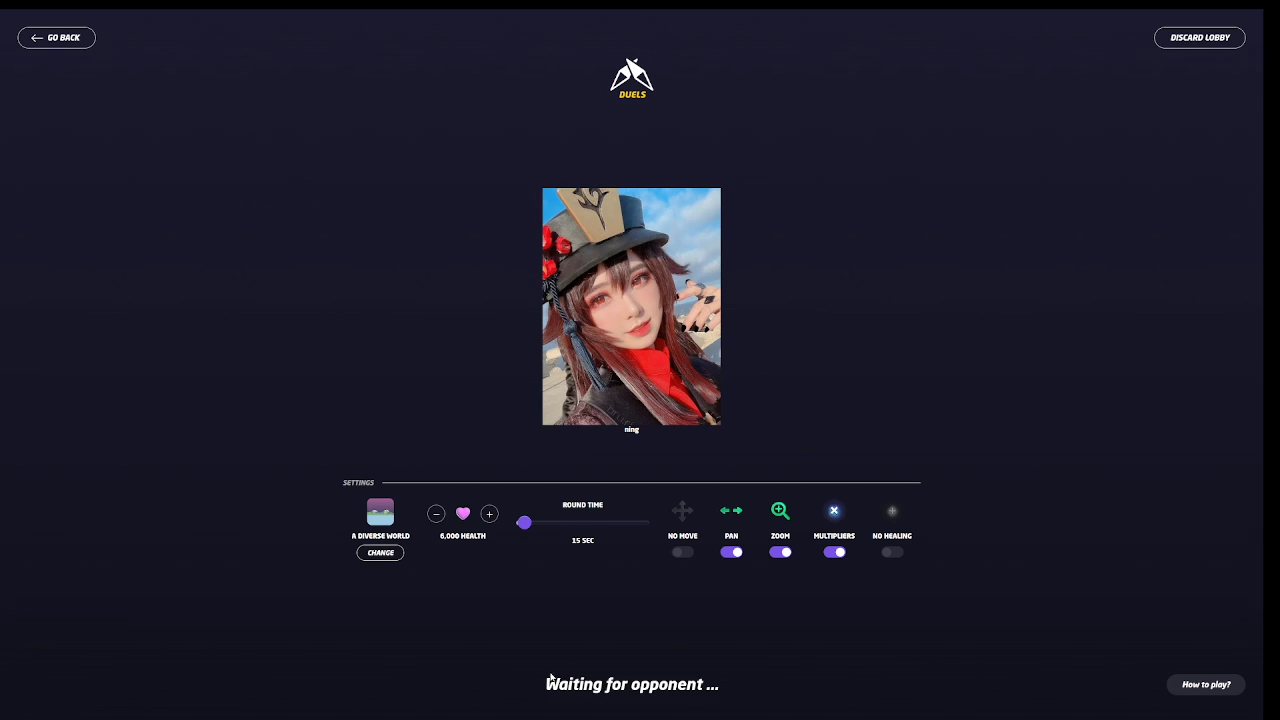 GO BACK
DISCARD LOBBY
DUELS
ning
SETTINGS
ROUND TIME
A DIVERSE WORLD
6,000 HEALTH
15 SEC
NO MOVE
PAN
ZOOM
MULTIPLIERS
NO HEALING
CHANGE
Waiting for opponent ...
How to play?